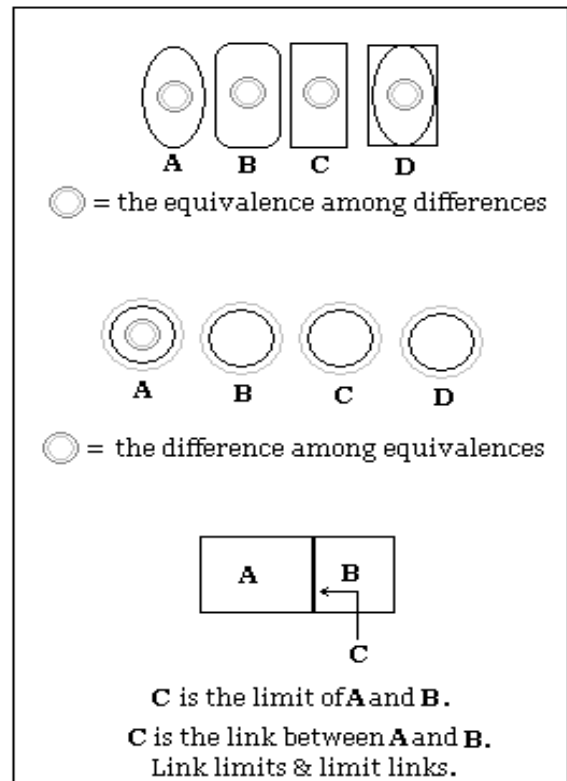 A B C D
= the equivalence among differences
A B C D
= the difference among equivalences
A B
C
C is the limit of A and B.
C is the link between A and B.
Link limits & limit links.